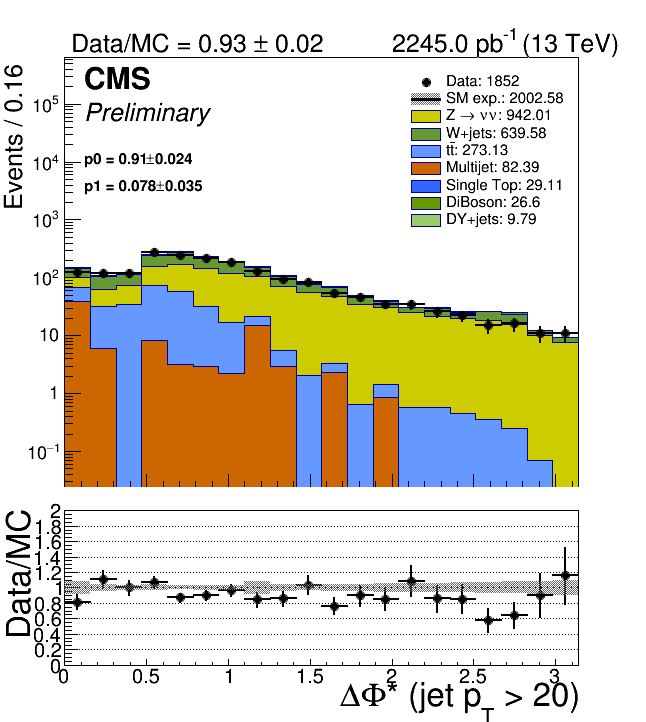 Data/MC = 0.93 ± 0.02 2245.0 pb⁻¹ (13 TeV)
CMS
Preliminary
p0 = 0.91±0.024
p1 = 0.078±0.035
Data: 1852
SM exp.: 2002.58
Z → νν: 942.01
W+jets: 639.58
tt̄: 273.13
Multijet: 82.39
Single Top: 29.11
DiBoson: 26.6
DY+jets: 9.79
Events / 0.16
10⁵
10⁴
10³
10²
10
1
10⁻¹
Data/MC
2
1.8
1.6
1.4
1.2
1
0.8
0.6
0.4
0.2
0
0 0.5 1 1.5 2 2.5 3
ΔΦ* (jet p_T > 20)